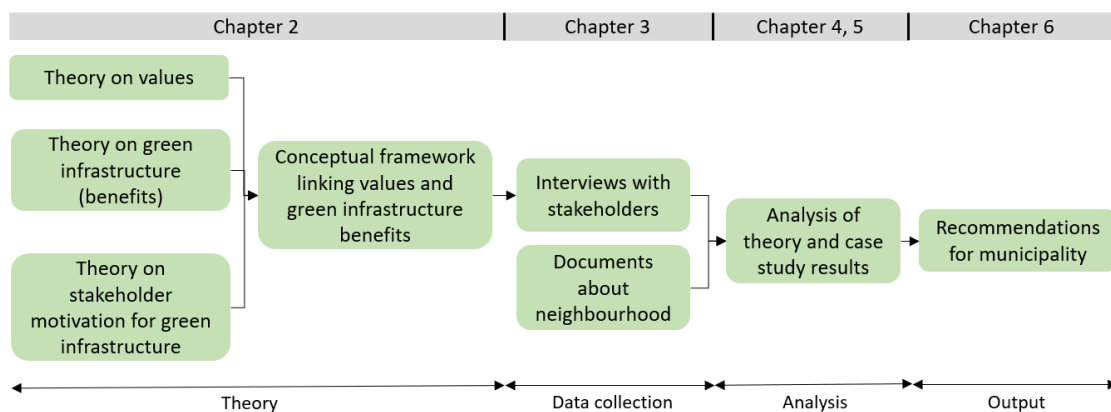 Chapter 2
Chapter 3
Chapter 4, 5
Chapter 6
Theory on values
Theory on green
infrastructure
(benefits)
Theory on
stakeholder
motivation for green
infrastructure
Conceptual framework
linking values and
green infrastructure
benefits
Interviews with
stakeholders
Documents
about
neighbourhood
Analysis of
theory and case
study results
Recommendations
for municipality
Theory
Data collection
Analysis
Output